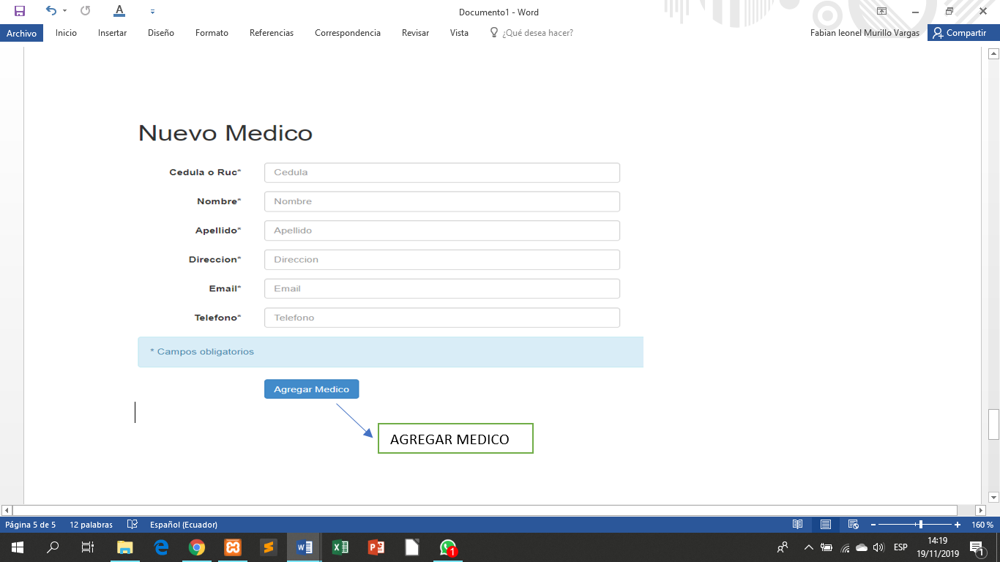 Documento1 - Word
Archivo Inicio Insertar Diseño Formato Referencias Correspondencia Revisar Vista ¿Qué desea hacer? Fabian leonel Murillo Vargas Compartir
Nuevo Medico
Cedula o Ruc* Cedula
Nombre* Nombre
Apellido* Apellido
Direccion* Direccion
Email* Email
Telefono* Telefono
* Campos obligatorios
Agregar Medico
AGREGAR MEDICO
Página 5 de 5 12 palabras Español (Ecuador) 160 %
1 ESP 14:19
19/11/2019 1